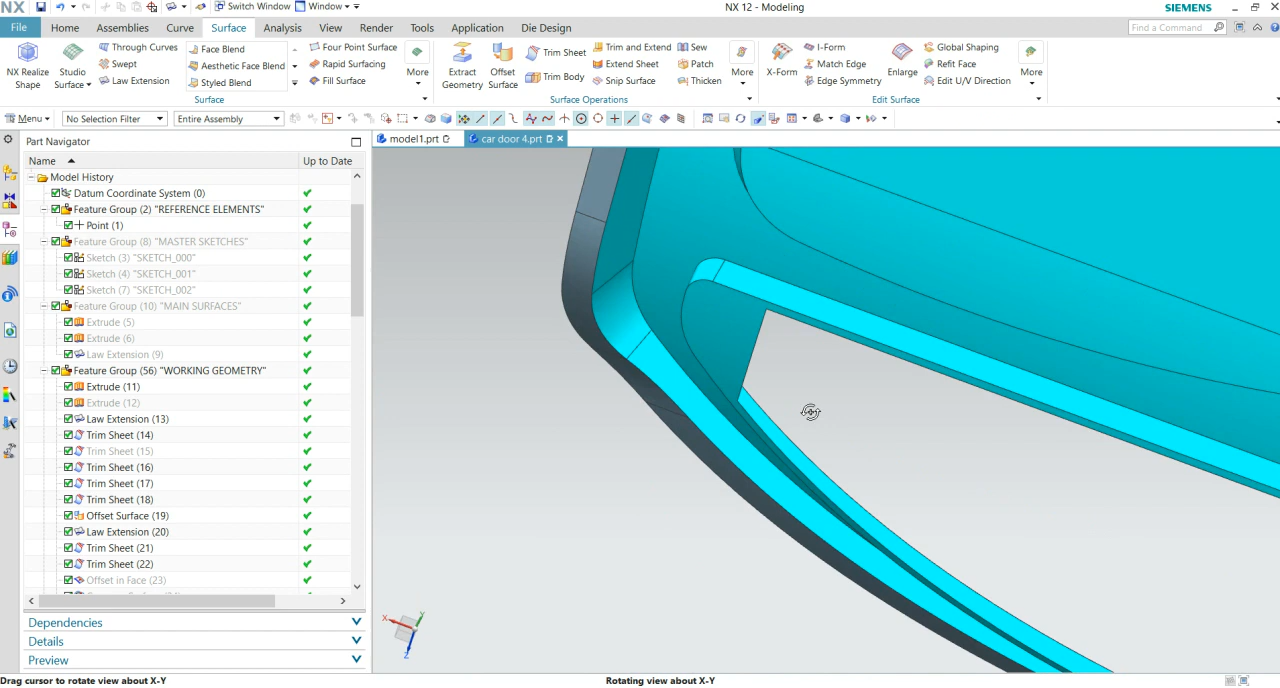 NX Switch Window Window NX 12 - Modeling SIEMENS
File Home Assemblies Curve Surface Analysis View Render Tools Application Die Design Find a Command
NX Realize Shape
Studio Surface
Through Curves
Swept
Law Extension
Face Blend
Aesthetic Face Blend
Styled Blend
Four Point Surface
Rapid Surfacing
Fill Surface
More
Surface
Extract Geometry
Offset Surface
Trim Sheet
Trim Body
Trim and Extend
Extend Sheet
Snip Surface
Sew
Patch
Thicken
More
Surface Operations
X-Form
I-Form
Match Edge
Edge Symmetry
Enlarge
Global Shaping
Refit Face
Edit U/V Direction
More
Edit Surface
Menu No Selection Filter Entire Assembly
Part Navigator
model1.prt car door 4.prt
Name Up to Date
Model History
Datum Coordinate System (0)
Feature Group (2) "REFERENCE ELEMENTS"
Point (1)
Feature Group (8) "MASTER SKETCHES"
Sketch (3) "SKETCH_000"
Sketch (4) "SKETCH_001"
Sketch (7) "SKETCH_002"
Feature Group (10) "MAIN SURFACES"
Extrude (5)
Extrude (6)
Law Extension (9)
Feature Group (56) "WORKING GEOMETRY"
Extrude (11)
Extrude (12)
Law Extension (13)
Trim Sheet (14)
Trim Sheet (15)
Trim Sheet (16)
Trim Sheet (17)
Trim Sheet (18)
Offset Surface (19)
Law Extension (20)
Trim Sheet (21)
Trim Sheet (22)
Offset in Face (23)
Dependencies
Details
Preview
X Y Z
Drag cursor to rotate view about X-Y Rotating view about X-Y